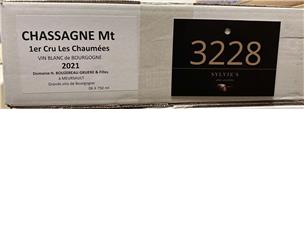 CHASSAGNE Mt
1er Cru Les Chaumées
VIN BLANC de BOURGOGNE
2021
Domaine H. BOUZEREAU-GRUERE & Filles
à MEURSAULT
Grands vins de Bourgogne
06 X 750 ml
3228
SYLVIE'S